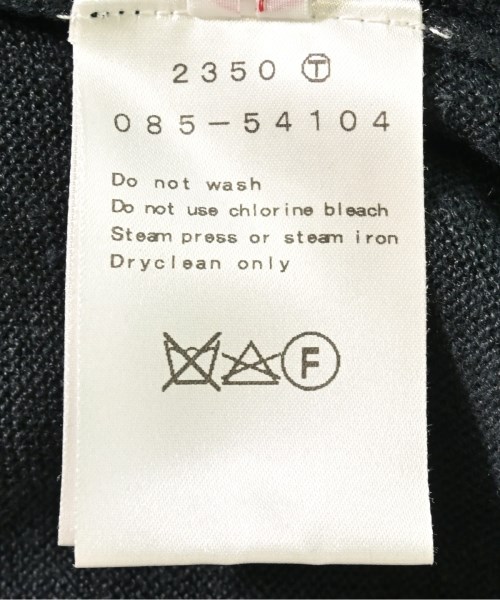 2350 Ⓣ
085-54104
Do not wash
Do not use chlorine bleach
Steam press or steam iron
Dryclean only
F